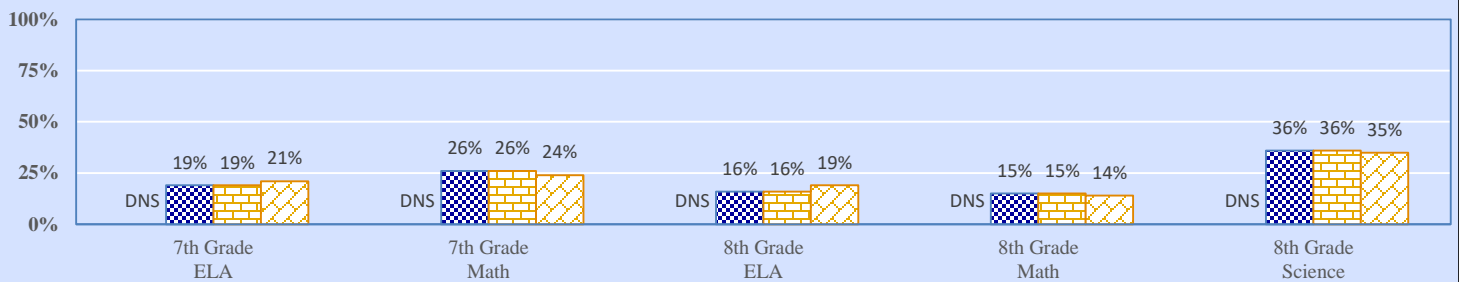 100%
75%
50%
25%
0%
DNS 19% 19% 21%
DNS 26% 26% 24%
DNS 16% 16% 19%
DNS 15% 15% 14%
DNS 36% 36% 35%
7th Grade
ELA
7th Grade
Math
8th Grade
ELA
8th Grade
Math
8th Grade
Science